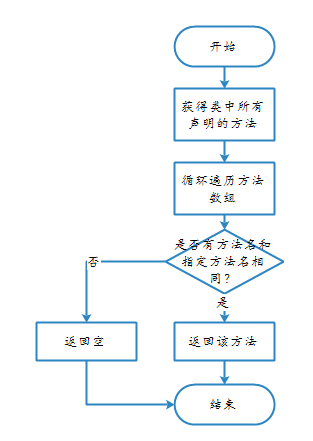 开始
获得类中所有
声明的方法
循环遍历方法
数组
是否有方法名和
指定方法名相
同?
否
是
返回空
返回该方法
结束